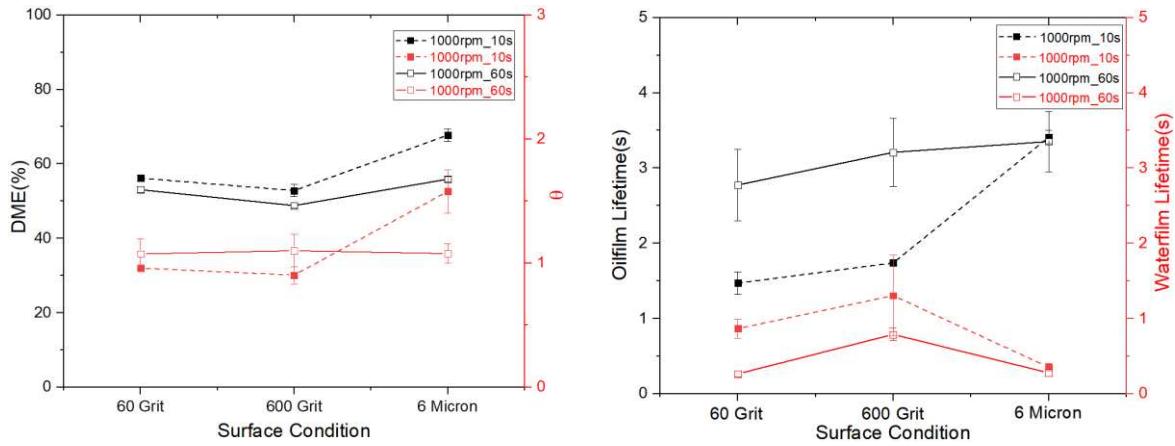 100
80
60
40
20
0
DME(%)
1000rpm_10s
1000rpm_10s
1000rpm_60s
1000rpm_60s
3
2
1
0
θ
60 Grit 600 Grit 6 Micron
Surface Condition
5
4
3
2
1
0
Oilfilm Lifetime(s)
1000rpm_10s
1000rpm_10s
1000rpm_60s
1000rpm_60s
5
4
3
2
1
0
Waterfilm Lifetime(s)
60 Grit 600 Grit 6 Micron
Surface Condition